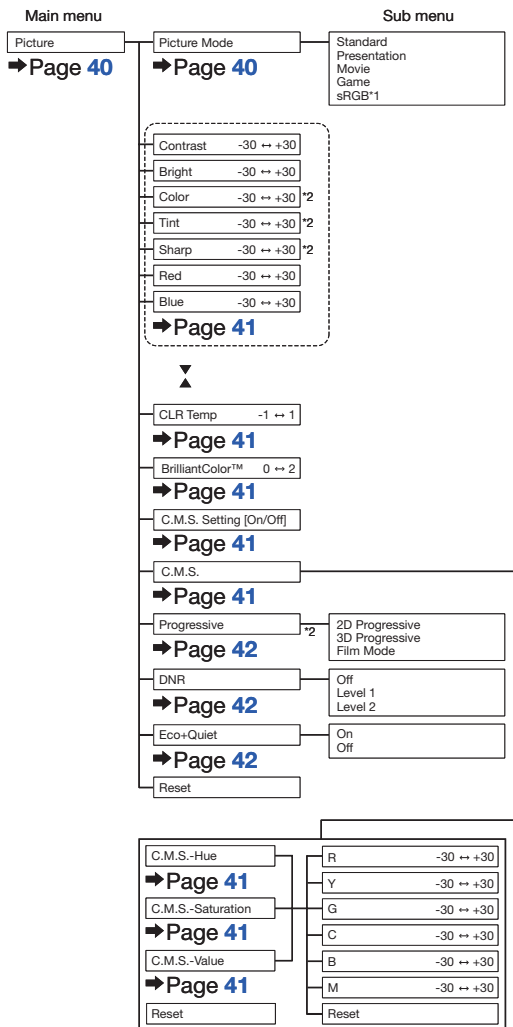 Main menu
Sub menu
Picture
➡Page 40
Picture Mode
➡Page 40
Standard
Presentation
Movie
Game
sRGB*1
Contrast -30 ↔ +30
Bright -30 ↔ +30
Color -30 ↔ +30 *2
Tint -30 ↔ +30 *2
Sharp -30 ↔ +30 *2
Red -30 ↔ +30
Blue -30 ↔ +30
➡Page 41
CLR Temp -1 ↔ 1
➡Page 41
BrilliantColor™ 0 ↔ 2
➡Page 41
C.M.S. Setting [On/Off]
➡Page 41
C.M.S.
➡Page 41
Progressive *2
➡Page 42
2D Progressive
3D Progressive
Film Mode
DNR
➡Page 42
Off
Level 1
Level 2
Eco+Quiet
➡Page 42
On
Off
Reset
C.M.S.-Hue
➡Page 41
C.M.S.-Saturation
➡Page 41
C.M.S.-Value
➡Page 41
Reset
R -30 ↔ +30
Y -30 ↔ +30
G -30 ↔ +30
C -30 ↔ +30
B -30 ↔ +30
M -30 ↔ +30
Reset